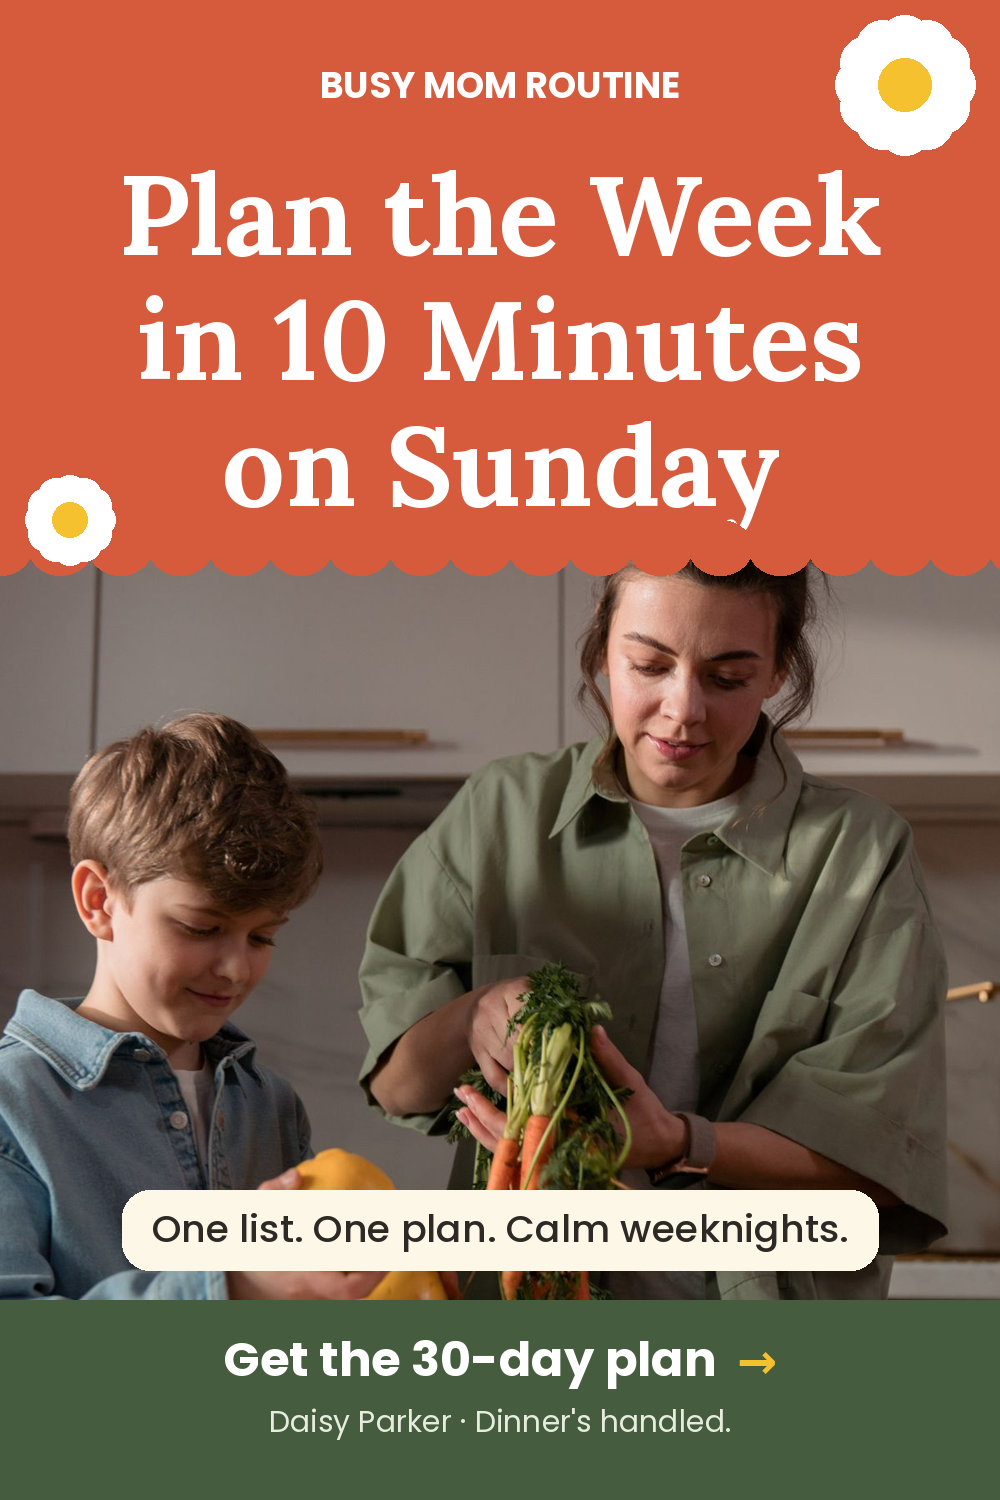 BUSY MOM ROUTINE
Plan the Week
in 10 Minutes
on Sunday
One list. One plan. Calm weeknights.
Get the 30-day plan →
Daisy Parker · Dinner's handled.